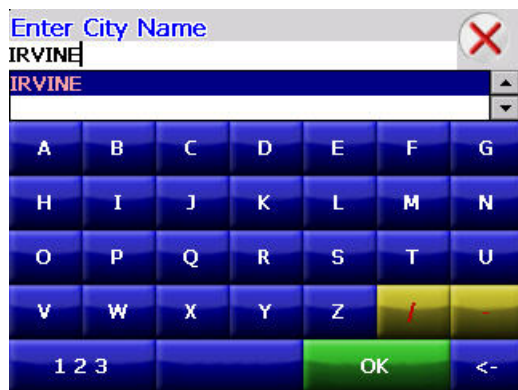 Enter City Name
IRVINE
IRVINE
A B C D E F G
H I J K L M N
O P Q R S T U
V W X Y Z / -
1 2 3 OK <-